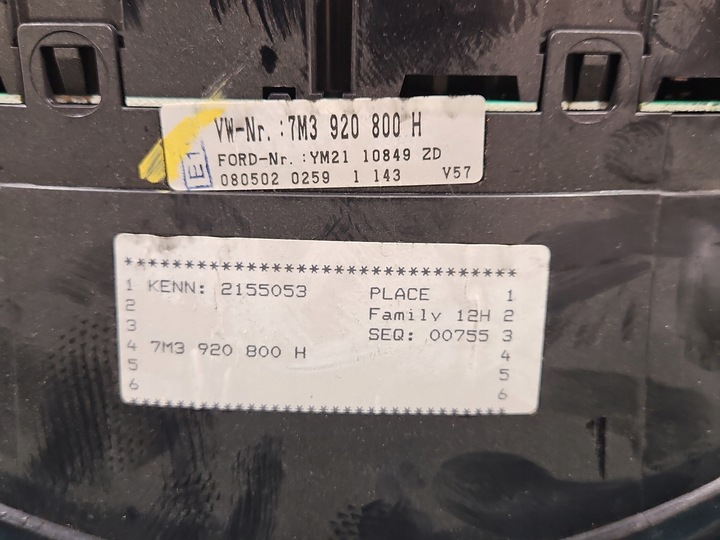 VW-Nr.:7M3 920 800 H
FORD-Nr.:YM21 10849 ZD
E1
080502 0259 1 143 V57
****************************************
1 KENN: 2155053 PLACE 1
2 Family 12H 2
3 SEQ: 00755 3
4 7M3 920 800 H 4
5 5
6 6
****************************************